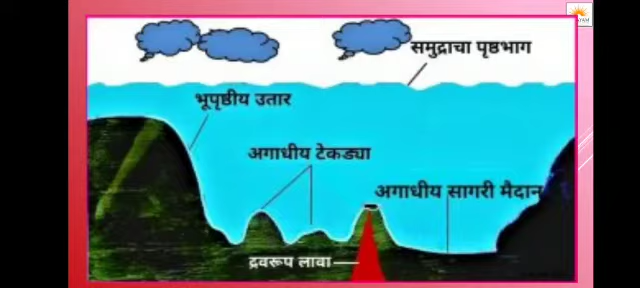 समुद्राचा पृष्ठभाग
भूपृष्ठीय उतार
अगाधीय टेकड्या
अगाधीय सागरी मैदान
द्रवरूप लावा